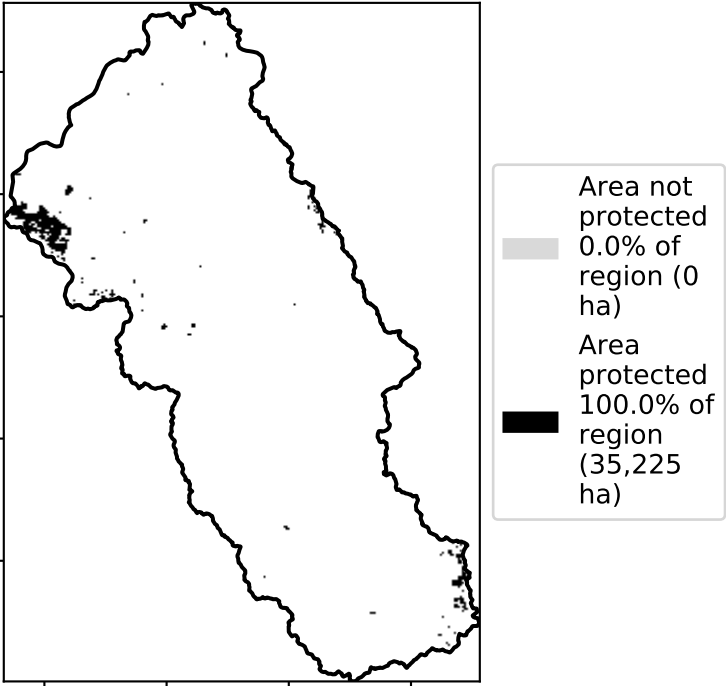 Area not
protected
0.0% of
region (0
ha)
Area
protected
100.0% of
region
(35,225
ha)